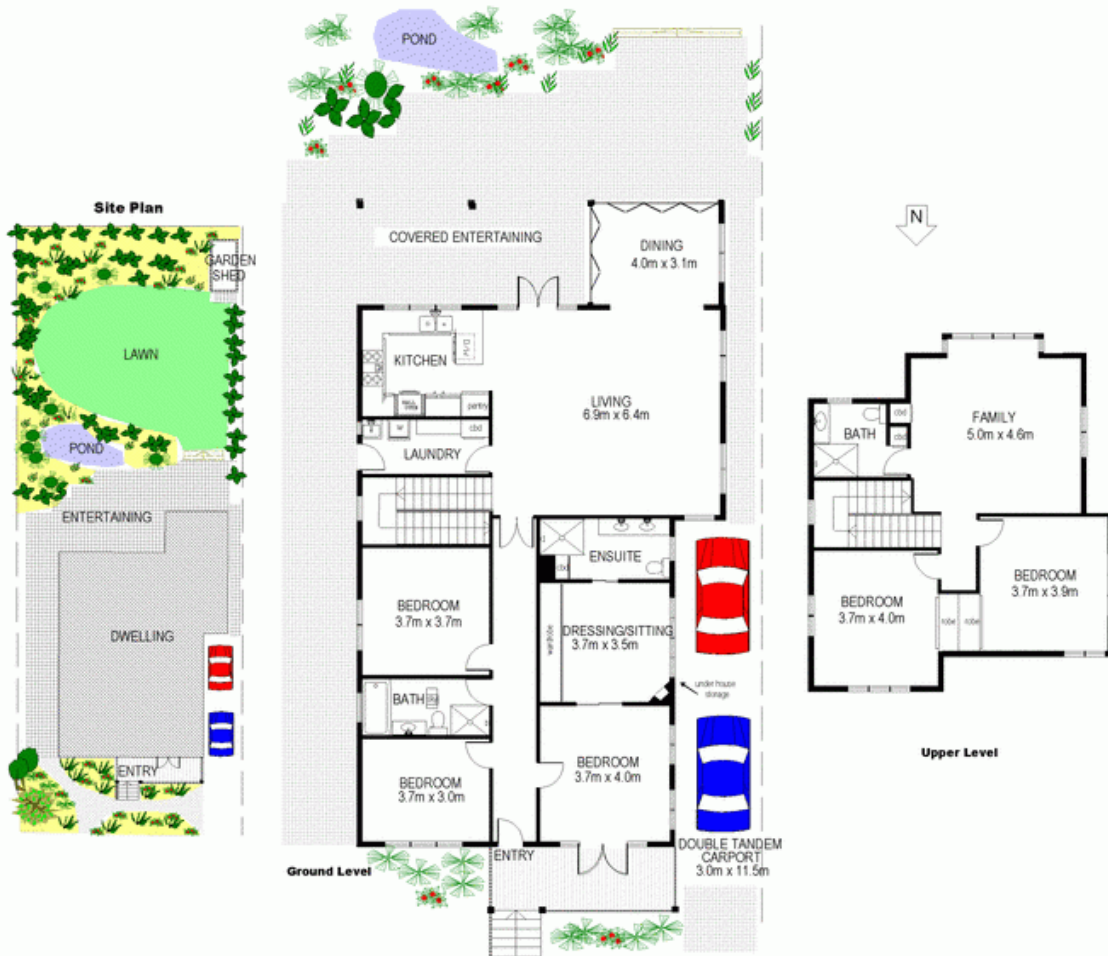 Site Plan
GARDEN
SHED
LAWN
POND
ENTERTAINING
DWELLING
ENTRY
POND
COVERED ENTERTAINING
DINING
4.0m x 3.1m
KITCHEN
pantry
LIVING
6.9m x 6.4m
W
cbd
LAUNDRY
ENSUITE
cbd
BEDROOM
3.7m x 3.7m
wardrobe
DRESSING/SITTING
3.7m x 3.5m
under house
storage
BATH
BEDROOM
3.7m x 3.0m
BEDROOM
3.7m x 4.0m
ENTRY
DOUBLE TANDEM
CARPORT
3.0m x 11.5m
Ground Level
N
BATH
cbd
cbd
FAMILY
5.0m x 4.6m
BEDROOM
3.7m x 4.0m
robe
robe
BEDROOM
3.7m x 3.9m
Upper Level